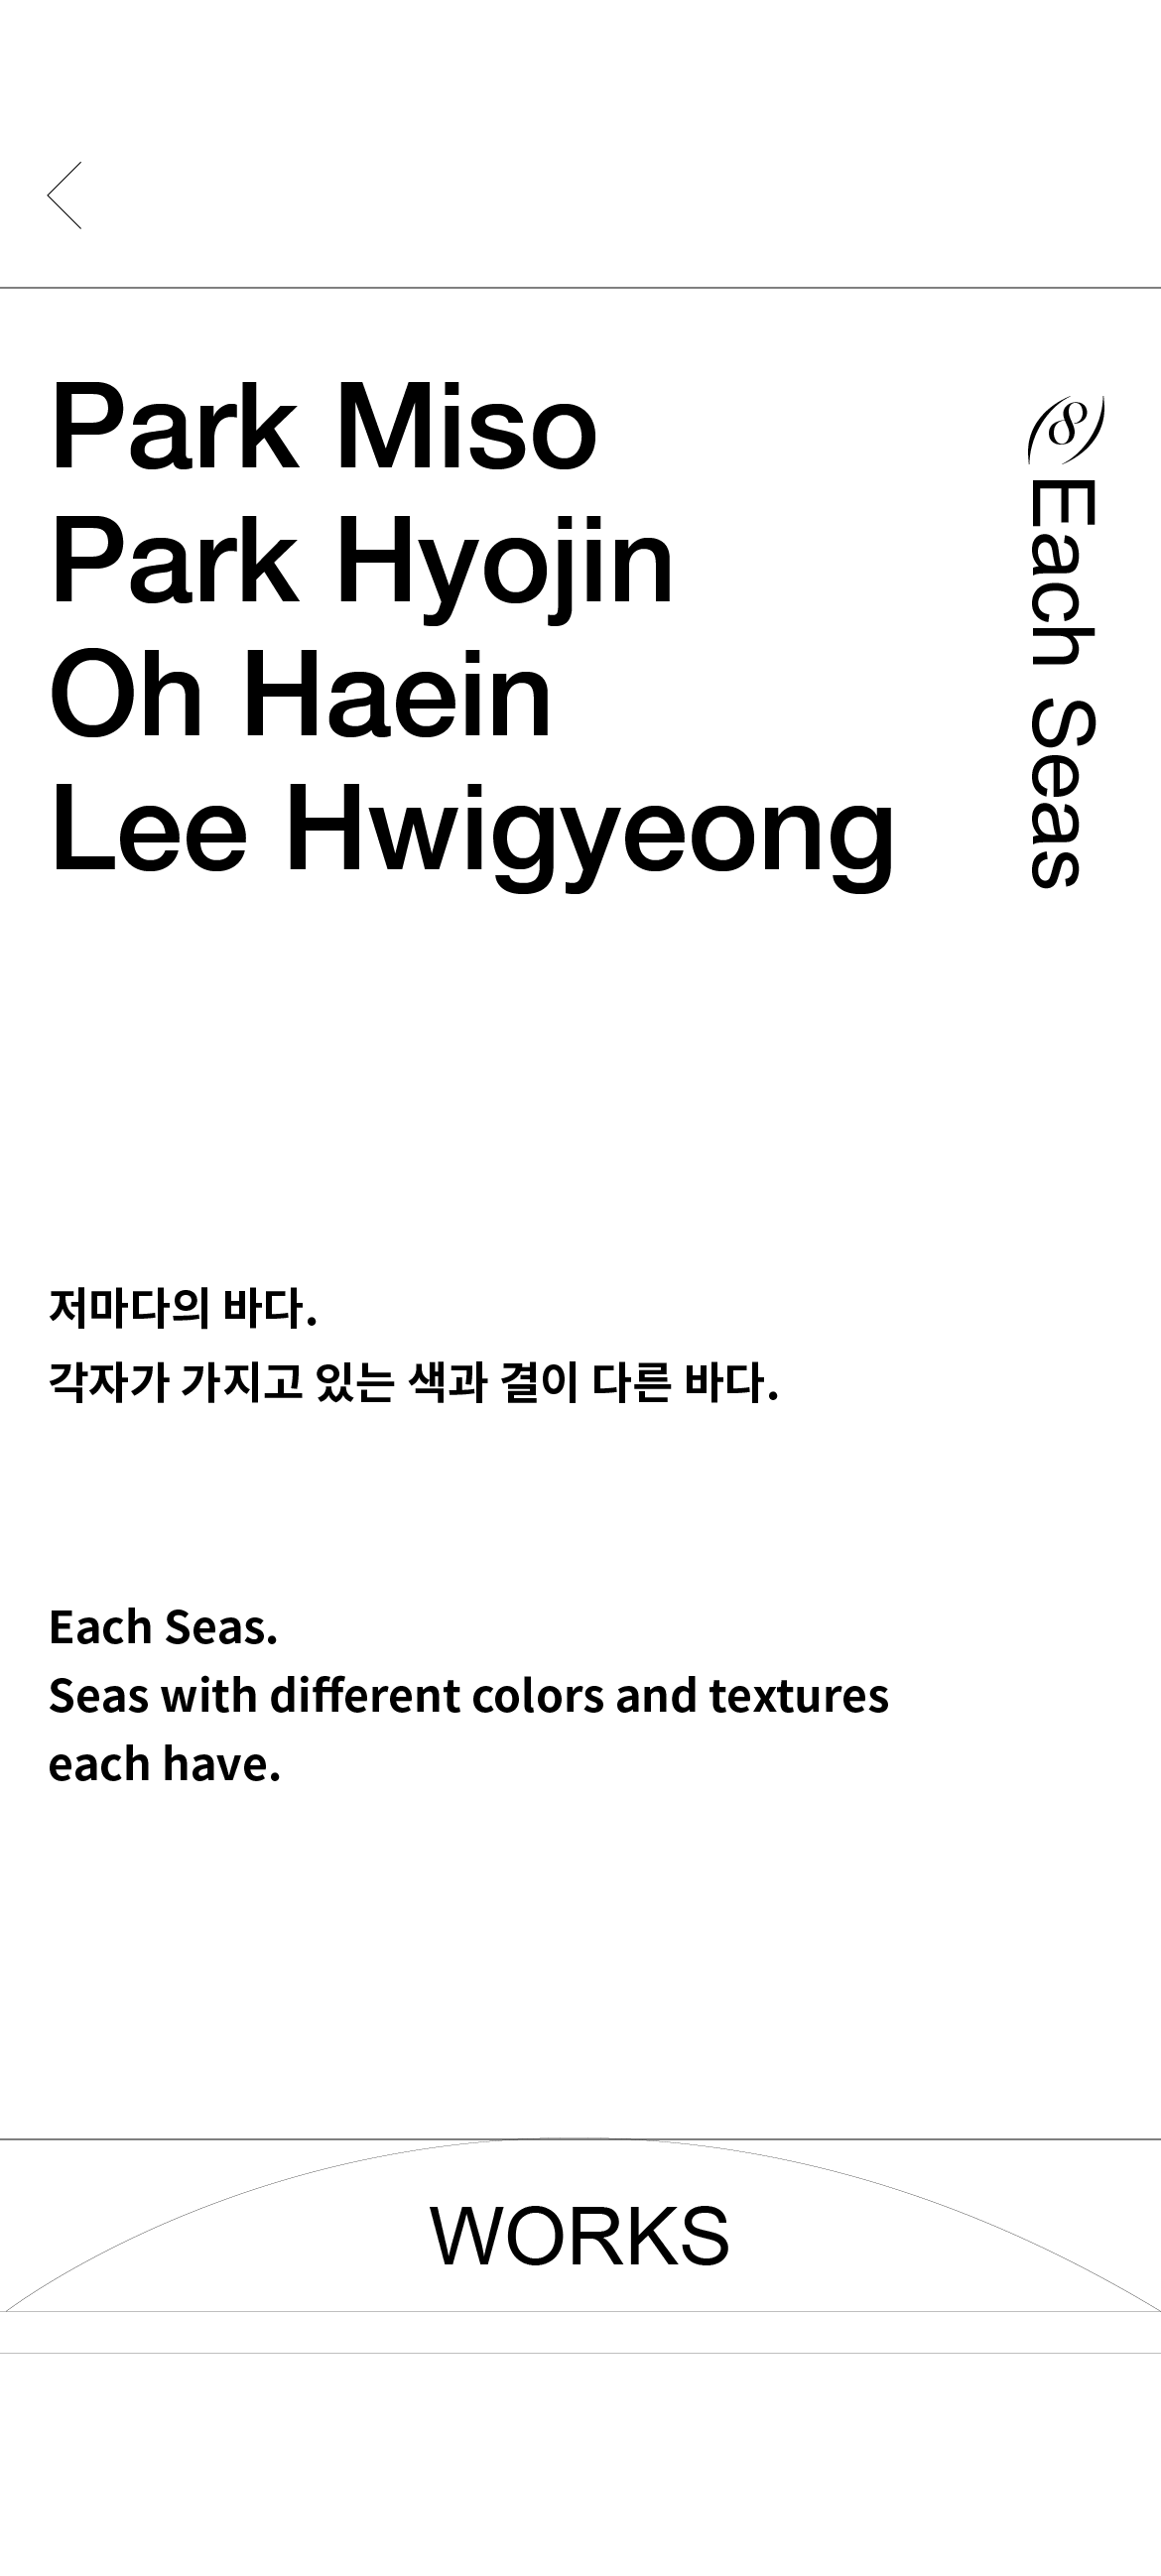 Park Miso
Park Hyojin
Oh Haein
Lee Hwigyeong
(8) Each Seas
저마다의 바다.
각자가 가지고 있는 색과 결이 다른 바다.
Each Seas.
Seas with different colors and textures
each have.
WORKS